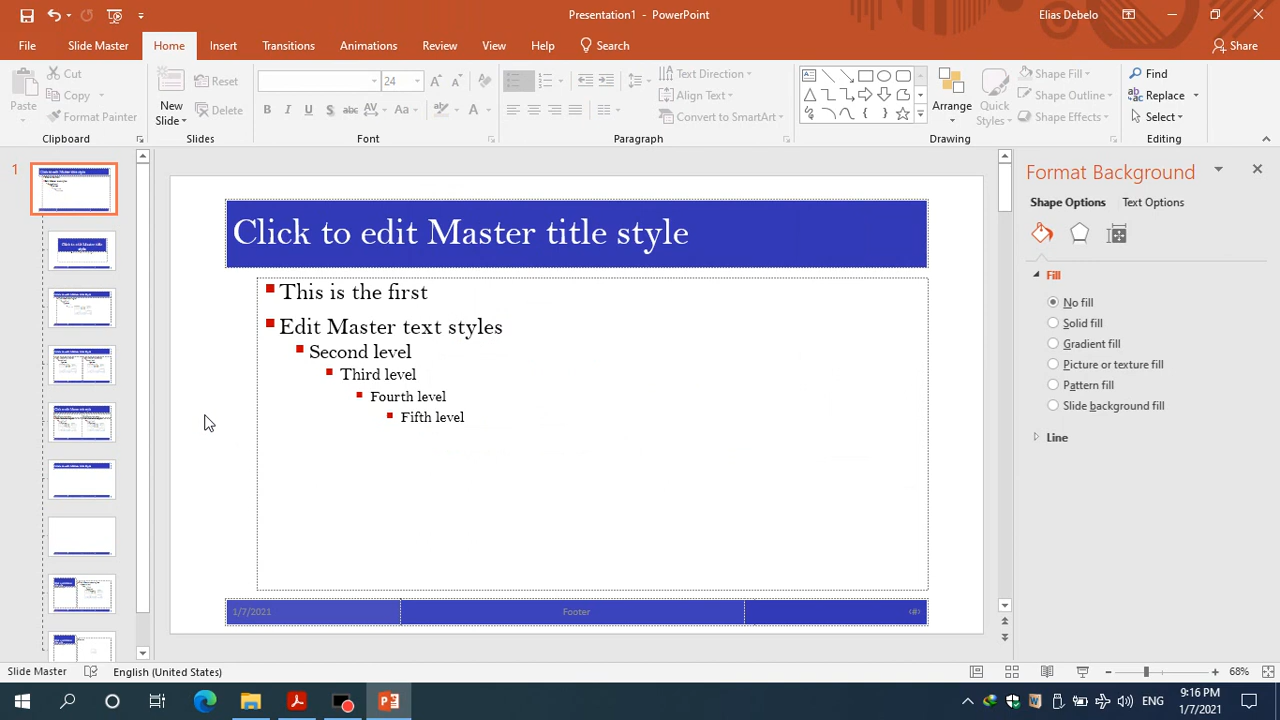 Presentation1 - PowerPoint
Elias Debelo
File
Slide Master
Home
Insert
Transitions
Animations
Review
View
Help
Search
Share
Paste
Cut
Copy
Format Painter
Clipboard
New
Slide
Reset
Delete
Slides
24
Font
Text Direction
Align Text
Convert to SmartArt
Paragraph
Arrange
Quick
Styles
Shape Fill
Shape Outline
Shape Effects
Drawing
Find
Replace
Select
Editing
1
Click to edit Master title style
This is the first
Edit Master text styles
Second level
Third level
Fourth level
Fifth level
1/7/2021
Footer
‹#›
Format Background
Shape Options
Text Options
Fill
No fill
Solid fill
Gradient fill
Picture or texture fill
Pattern fill
Slide background fill
Line
Slide Master
English (United States)
68%
ENG
9:16 PM
1/7/2021